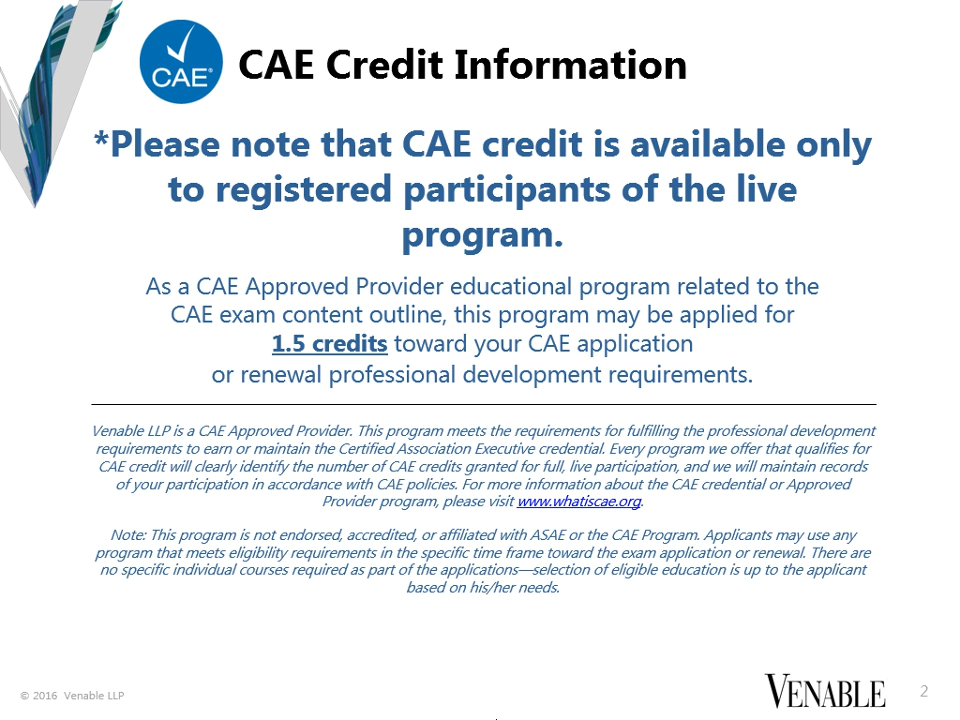 CAE®
CAE Credit Information
*Please note that CAE credit is available only
to registered participants of the live
program.
As a CAE Approved Provider educational program related to the
CAE exam content outline, this program may be applied for
1.5 credits toward your CAE application
or renewal professional development requirements.
Venable LLP is a CAE Approved Provider. This program meets the requirements for fulfilling the professional development
requirements to earn or maintain the Certified Association Executive credential. Every program we offer that qualifies for
CAE credit will clearly identify the number of CAE credits granted for full, live participation, and we will maintain records
of your participation in accordance with CAE policies. For more information about the CAE credential or Approved
Provider program, please visit www.whatiscae.org.
Note: This program is not endorsed, accredited, or affiliated with ASAE or the CAE Program. Applicants may use any
program that meets eligibility requirements in the specific time frame toward the exam application or renewal. There are
no specific individual courses required as part of the applications—selection of eligible education is up to the applicant
based on his/her needs.
© 2016 Venable LLP
VENABLE
2